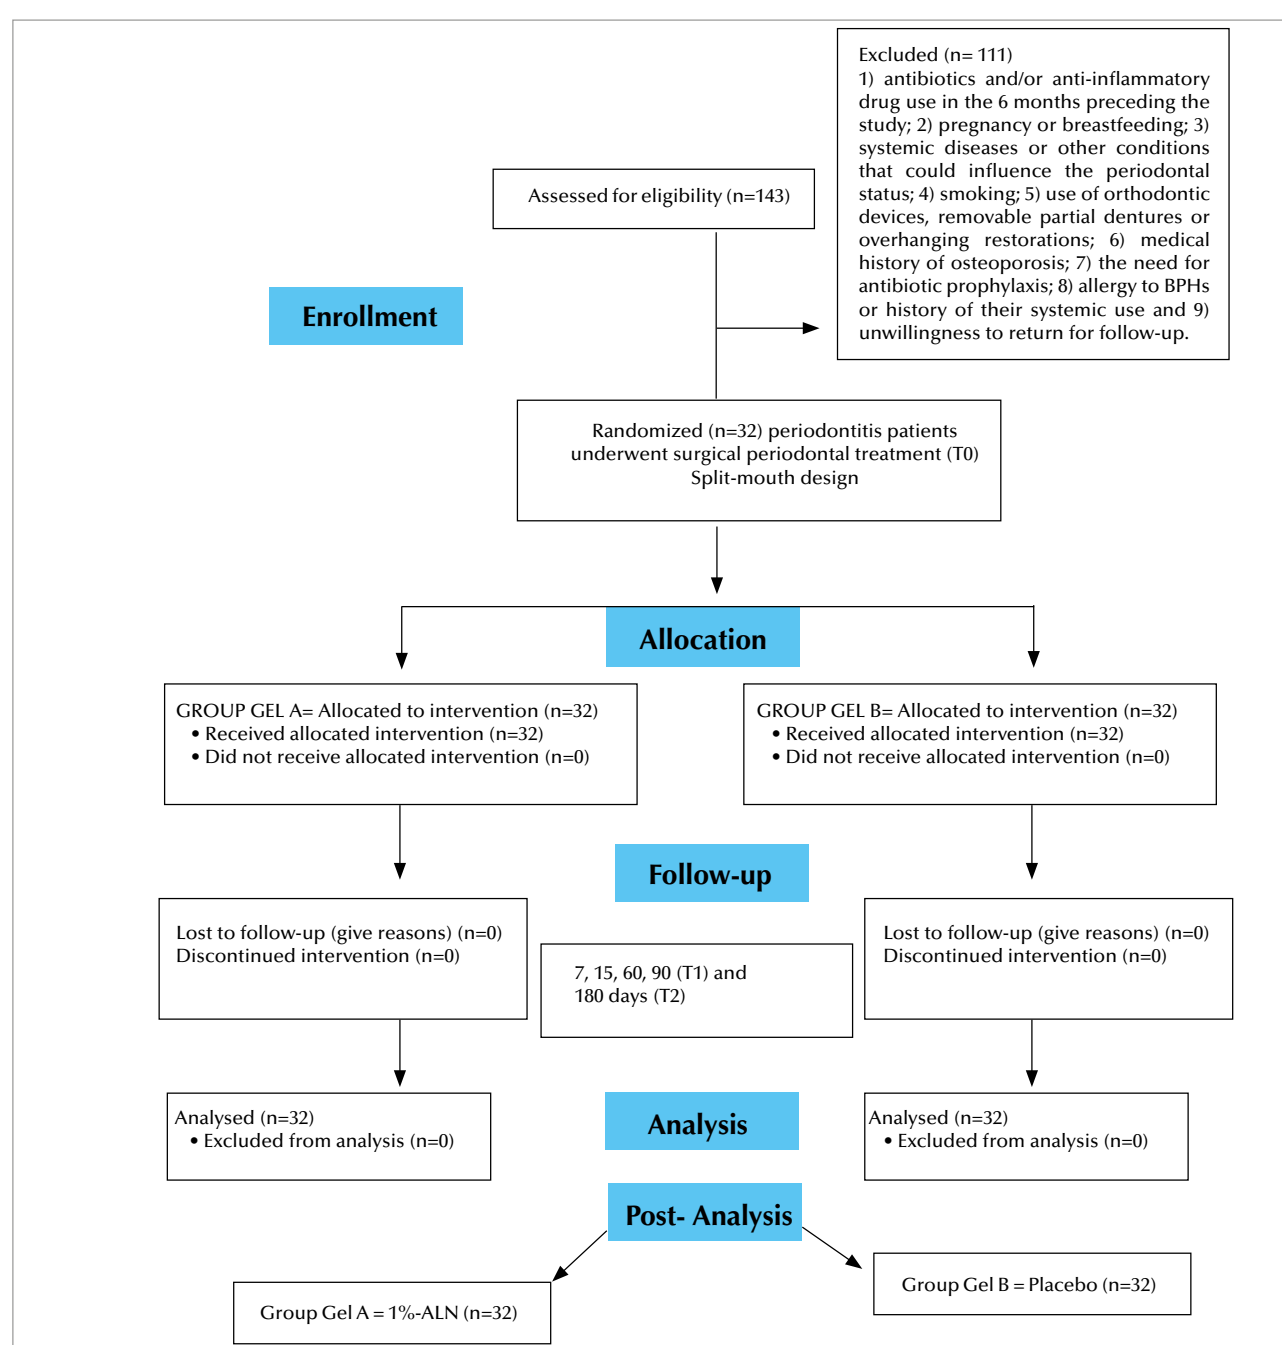 Excluded (n= 111)
1) antibiotics and/or anti-inflammatory
drug use in the 6 months preceding the
study; 2) pregnancy or breastfeeding; 3)
systemic diseases or other conditions
that could influence the periodontal
status; 4) smoking; 5) use of orthodontic
devices, removable partial dentures or
overhanging restorations; 6) medical
history of osteoporosis; 7) the need for
antibiotic prophylaxis; 8) allergy to BPHs
or history of their systemic use and 9)
unwillingness to return for follow-up.
Assessed for eligibility (n=143)
Enrollment
Randomized (n=32) periodontitis patients
underwent surgical periodontal treatment (T0)
Split-mouth design
Allocation
GROUP GEL A= Allocated to intervention (n=32)
• Received allocated intervention (n=32)
• Did not receive allocated intervention (n=0)
GROUP GEL B= Allocated to intervention (n=32)
• Received allocated intervention (n=32)
• Did not receive allocated intervention (n=0)
Follow-up
Lost to follow-up (give reasons) (n=0)
Discontinued intervention (n=0)
7, 15, 60, 90 (T1) and
180 days (T2)
Lost to follow-up (give reasons) (n=0)
Discontinued intervention (n=0)
Analysis
Analysed (n=32)
• Excluded from analysis (n=0)
Analysed (n=32)
• Excluded from analysis (n=0)
Post- Analysis
Group Gel A = 1%-ALN (n=32)
Group Gel B = Placebo (n=32)